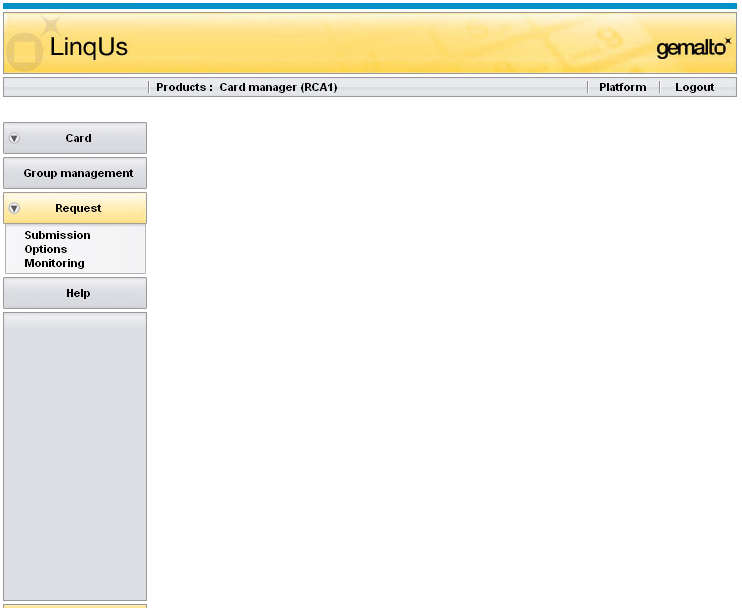 LinqUs
gemalto
Products : Card manager (RCA1)
Platform
Logout
Card
Group management
Request
Submission
Options
Monitoring
Help